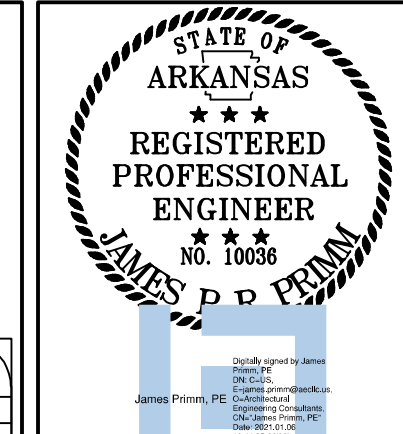 STATE OF
ARKANSAS
REGISTERED
PROFESSIONAL
ENGINEER
NO. 10036
JAMES R. R. PRIMM
James Primm, PE
Digitally signed by James
Primm, PE
DN: C=US,
E=james.primm@aecllc.us,
O=Architectural
Engineering Consultants,
CN="James Primm, PE"
Date: 2021.01.06